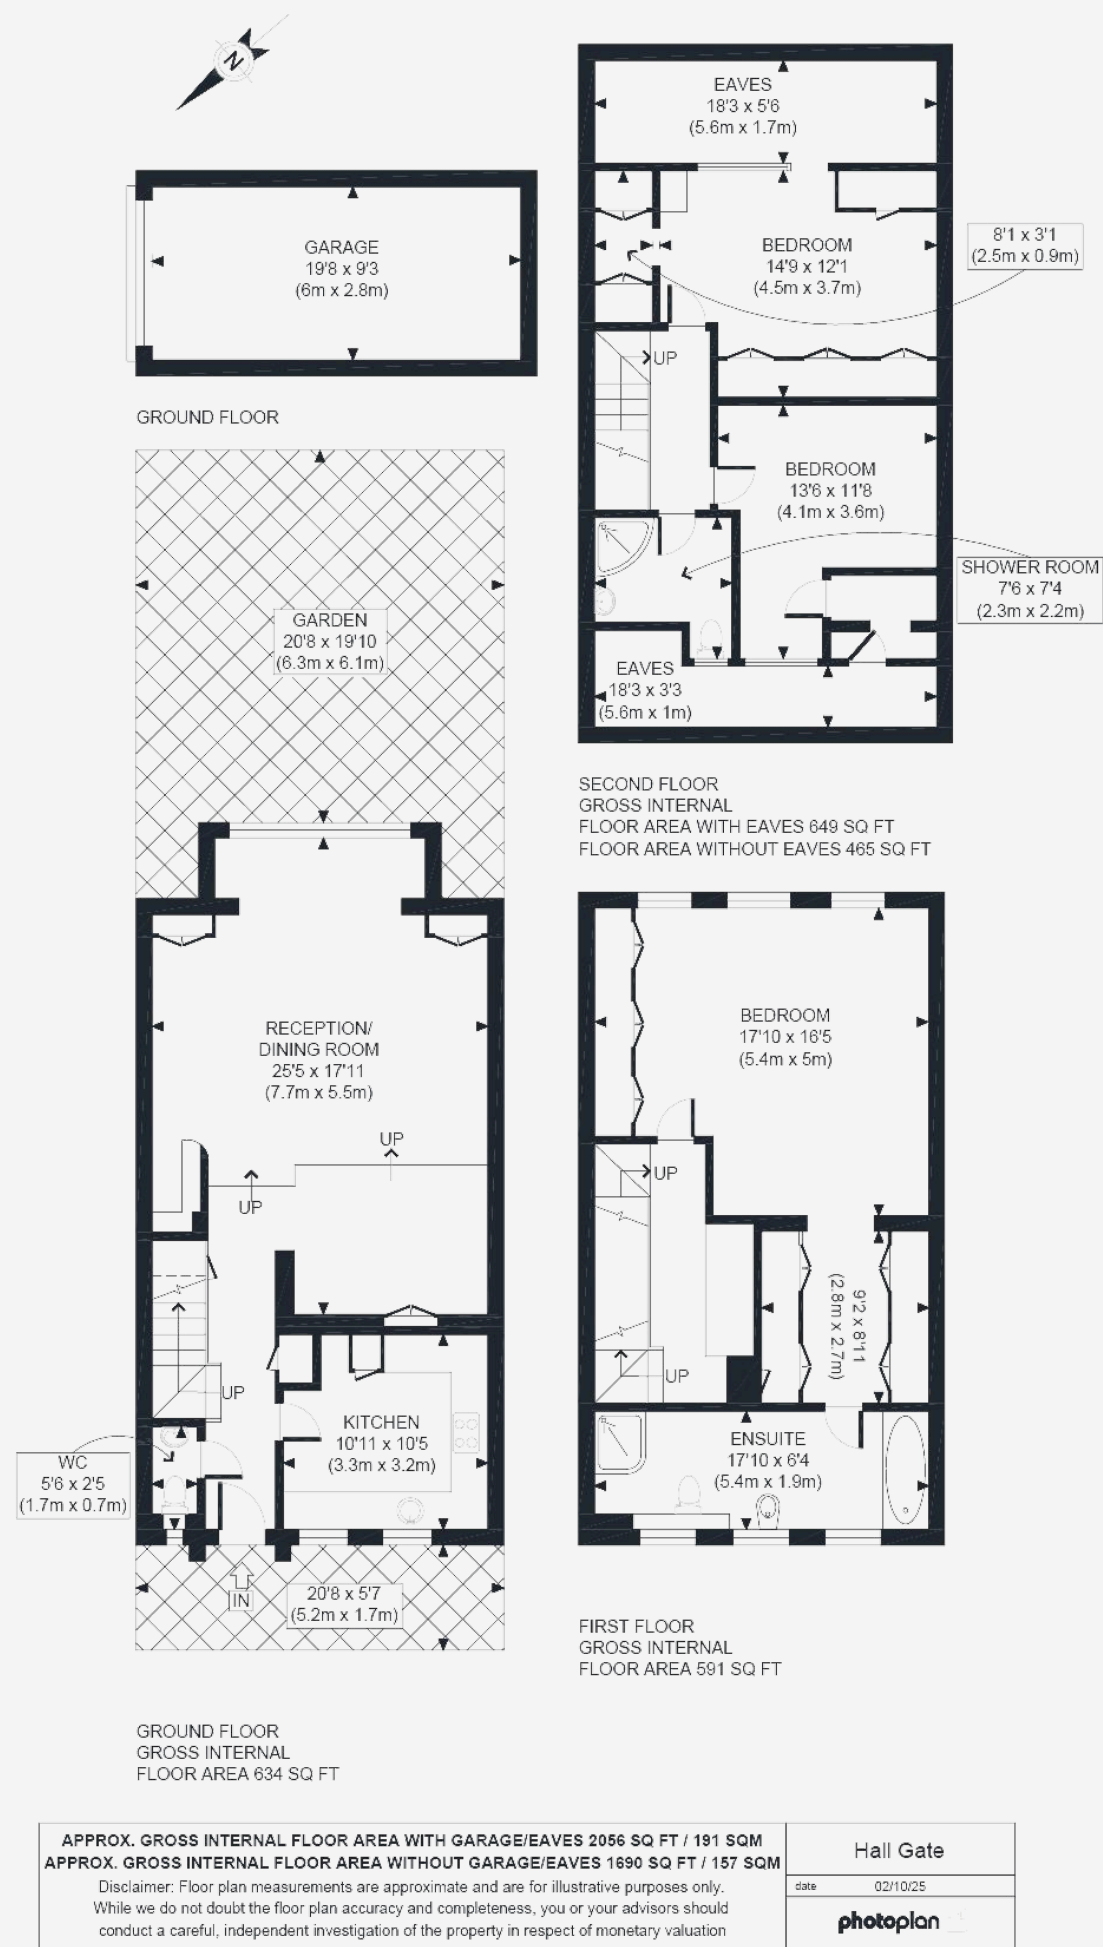 N
EAVES
18'3 x 5'6
(5.6m x 1.7m)
GARAGE
19'8 x 9'3
(6m x 2.8m)
BEDROOM
14'9 x 12'1
(4.5m x 3.7m)
8'1 x 3'1
(2.5m x 0.9m)
UP
GROUND FLOOR
BEDROOM
13'6 x 11'8
(4.1m x 3.6m)
SHOWER ROOM
7'6 x 7'4
(2.3m x 2.2m)
GARDEN
20'8 x 19'10
(6.3m x 6.1m)
EAVES
18'3 x 3'3
(5.6m x 1m)
SECOND FLOOR
GROSS INTERNAL
FLOOR AREA WITH EAVES 649 SQ FT
FLOOR AREA WITHOUT EAVES 465 SQ FT
RECEPTION/
DINING ROOM
25'5 x 17'11
(7.7m x 5.5m)
UP
UP
BEDROOM
17'10 x 16'5
(5.4m x 5m)
UP
9'2 x 8'11
(2.8m x 2.7m)
UP
UP
KITCHEN
10'11 x 10'5
(3.3m x 3.2m)
WC
5'6 x 2'5
(1.7m x 0.7m)
ENSUITE
17'10 x 6'4
(5.4m x 1.9m)
IN
20'8 x 5'7
(5.2m x 1.7m)
FIRST FLOOR
GROSS INTERNAL
FLOOR AREA 591 SQ FT
GROUND FLOOR
GROSS INTERNAL
FLOOR AREA 634 SQ FT
APPROX. GROSS INTERNAL FLOOR AREA WITH GARAGE/EAVES 2056 SQ FT / 191 SQM
APPROX. GROSS INTERNAL FLOOR AREA WITHOUT GARAGE/EAVES 1690 SQ FT / 157 SQM
Disclaimer: Floor plan measurements are approximate and are for illustrative purposes only.
While we do not doubt the floor plan accuracy and completeness, you or your advisors should
conduct a careful, independent investigation of the property in respect of monetary valuation
Hall Gate
date 02/10/25
photoplan